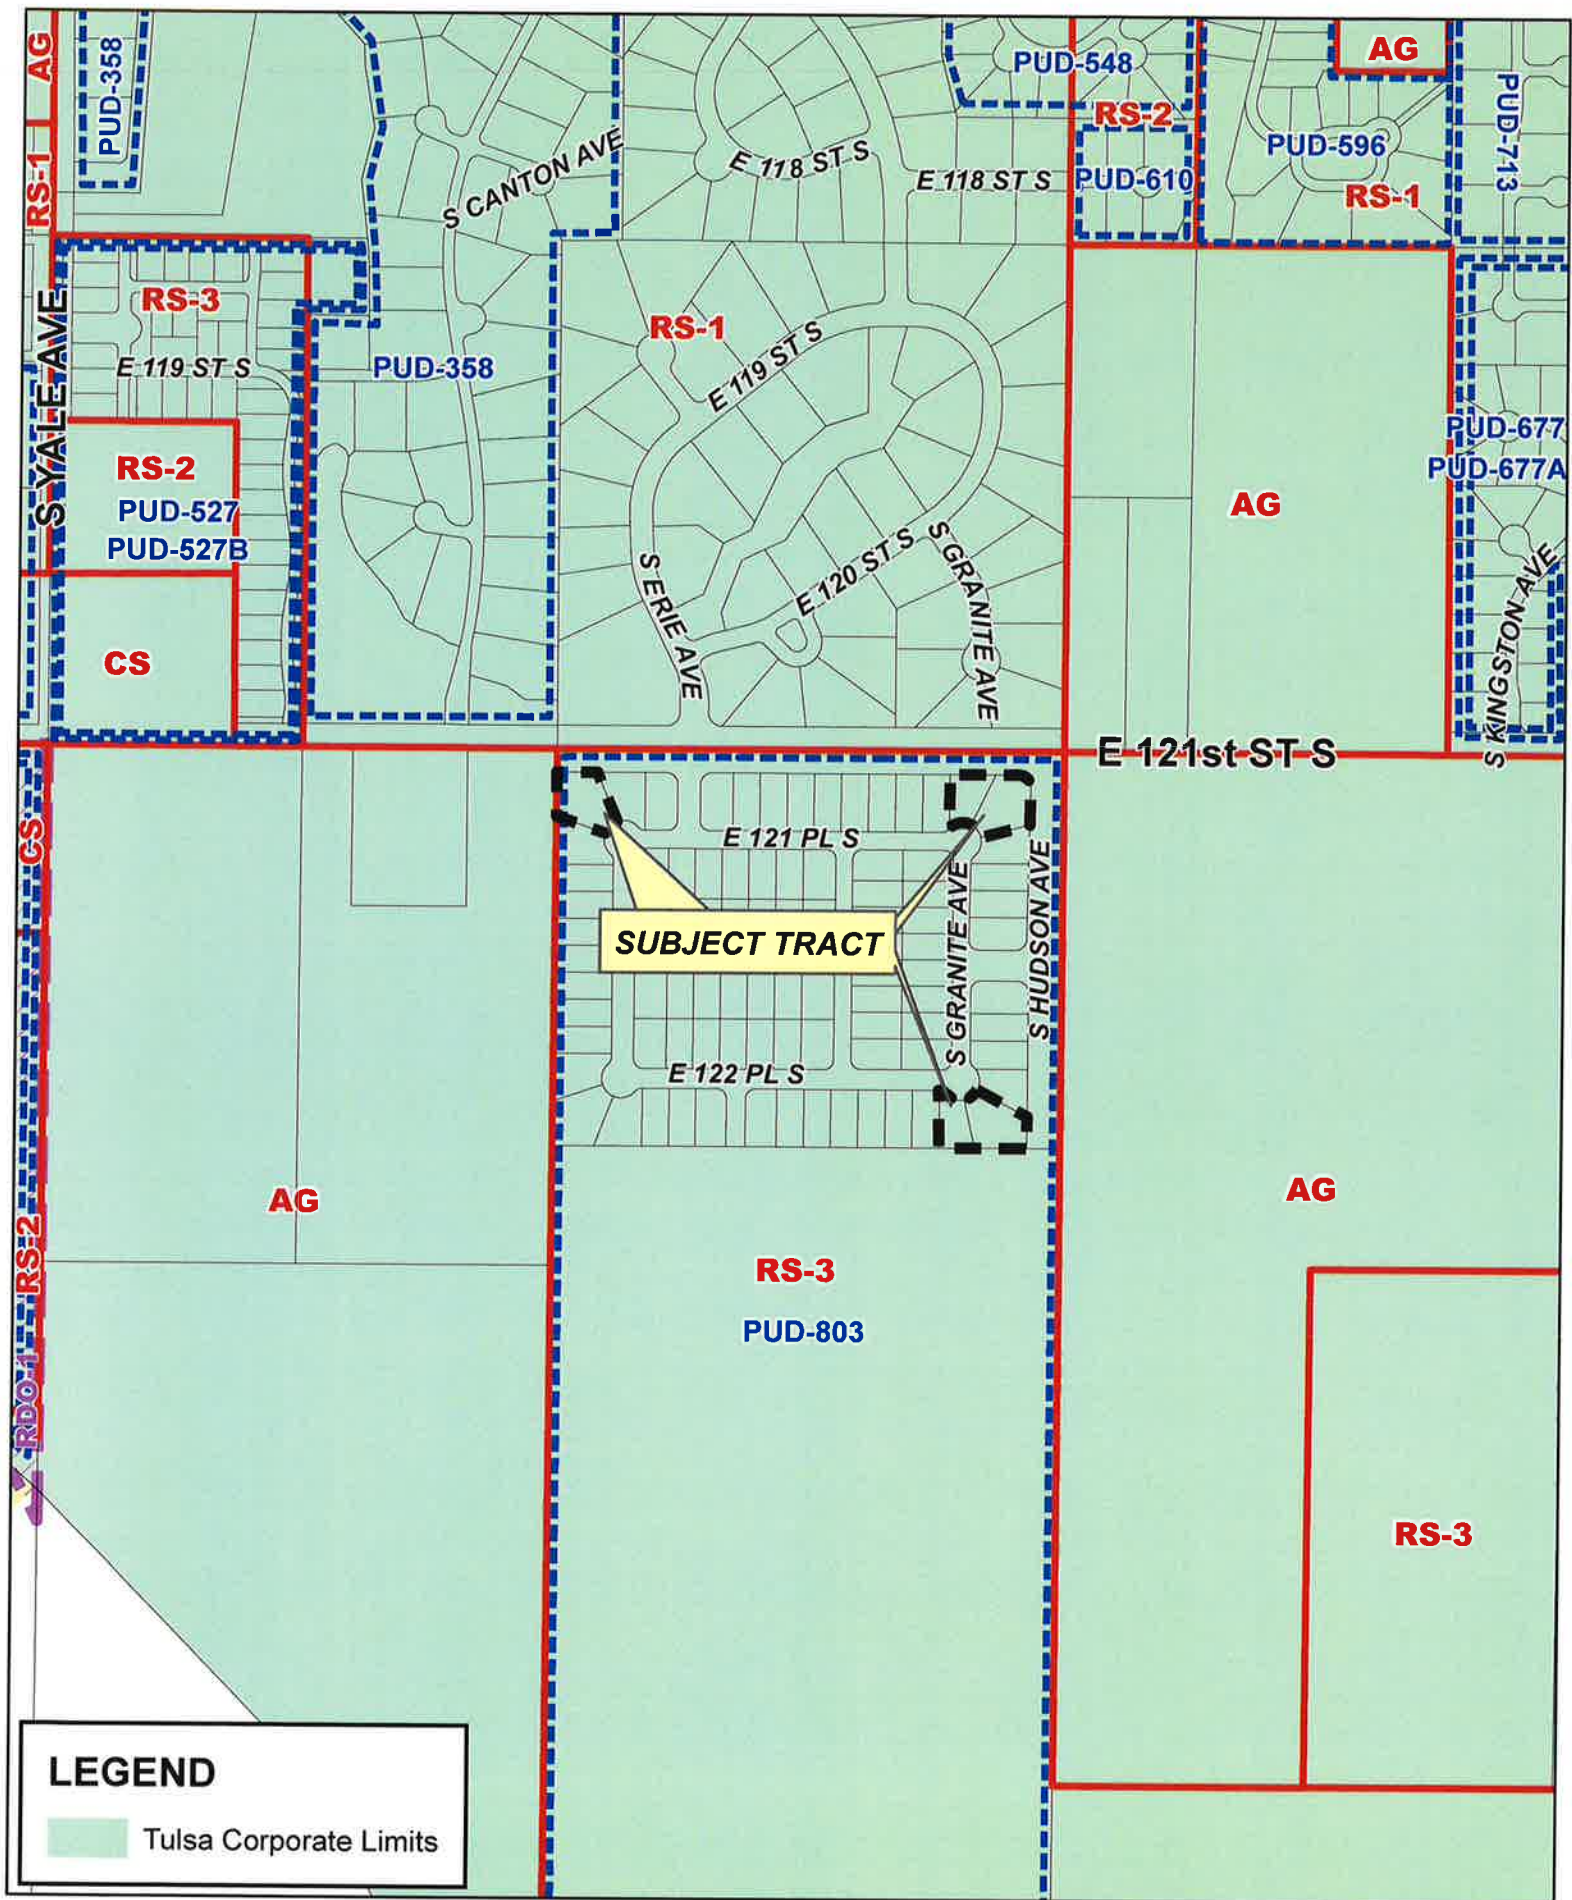 AG
PUD-358
PUD-548
AG
RS-2
PUD-713
PUD-596
RS-1
S CANTON AVE
E 118 ST S
E 118 ST S
PUD-610
RS-1
RS-3
RS-1
E 119 ST S
E 119 ST S
PUD-358
S YALE AVE
PUD-677
PUD-677A
RS-2
PUD-527
PUD-527B
AG
E 120 ST S
S GRANITE AVE
S ERIE AVE
S KINGSTON AVE
CS
E 121st ST S
CS
E 121 PL S
SUBJECT TRACT
S GRANITE AVE
S HUDSON AVE
E 122 PL S
AG
AG
RS-2
RS-3
PUD-803
RDO-1
RS-3
LEGEND
Tulsa Corporate Limits